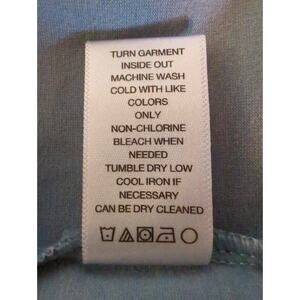 TURN GARMENT
INSIDE OUT
MACHINE WASH
COLD WITH LIKE
COLORS
ONLY
NON-CHLORINE
BLEACH WHEN
NEEDED
TUMBLE DRY LOW
COOL IRON IF
NECESSARY
CAN BE DRY CLEANED